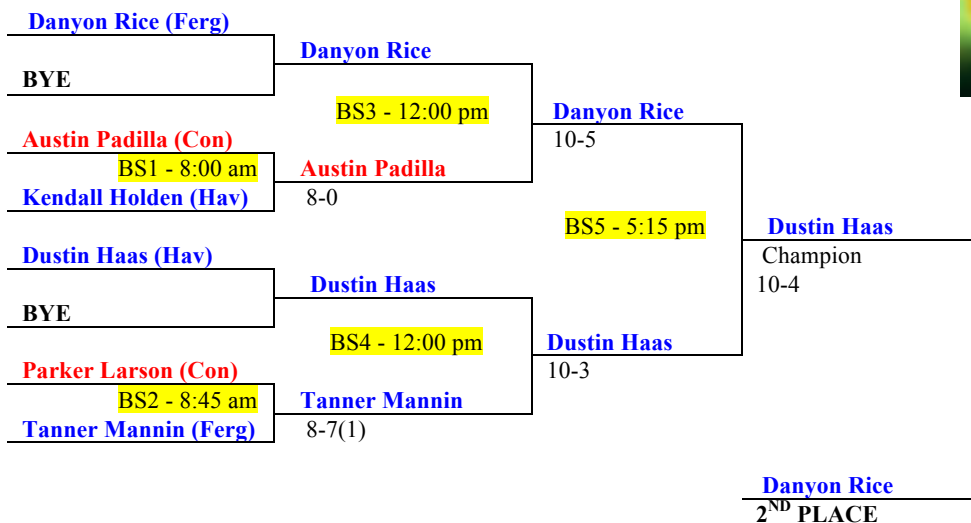 Danyon Rice (Ferg)
Danyon Rice
BYE
BS3 - 12:00 pm
Danyon Rice
10-5
Austin Padilla (Con)
BS1 - 8:00 am
Austin Padilla
Kendall Holden (Hav)
8-0
BS5 - 5:15 pm
Dustin Haas
Champion
10-4
Dustin Haas (Hav)
Dustin Haas
BYE
BS4 - 12:00 pm
Dustin Haas
10-3
Parker Larson (Con)
BS2 - 8:45 am
Tanner Mannin
Tanner Mannin (Ferg)
8-7(1)
Danyon Rice
2ND PLACE